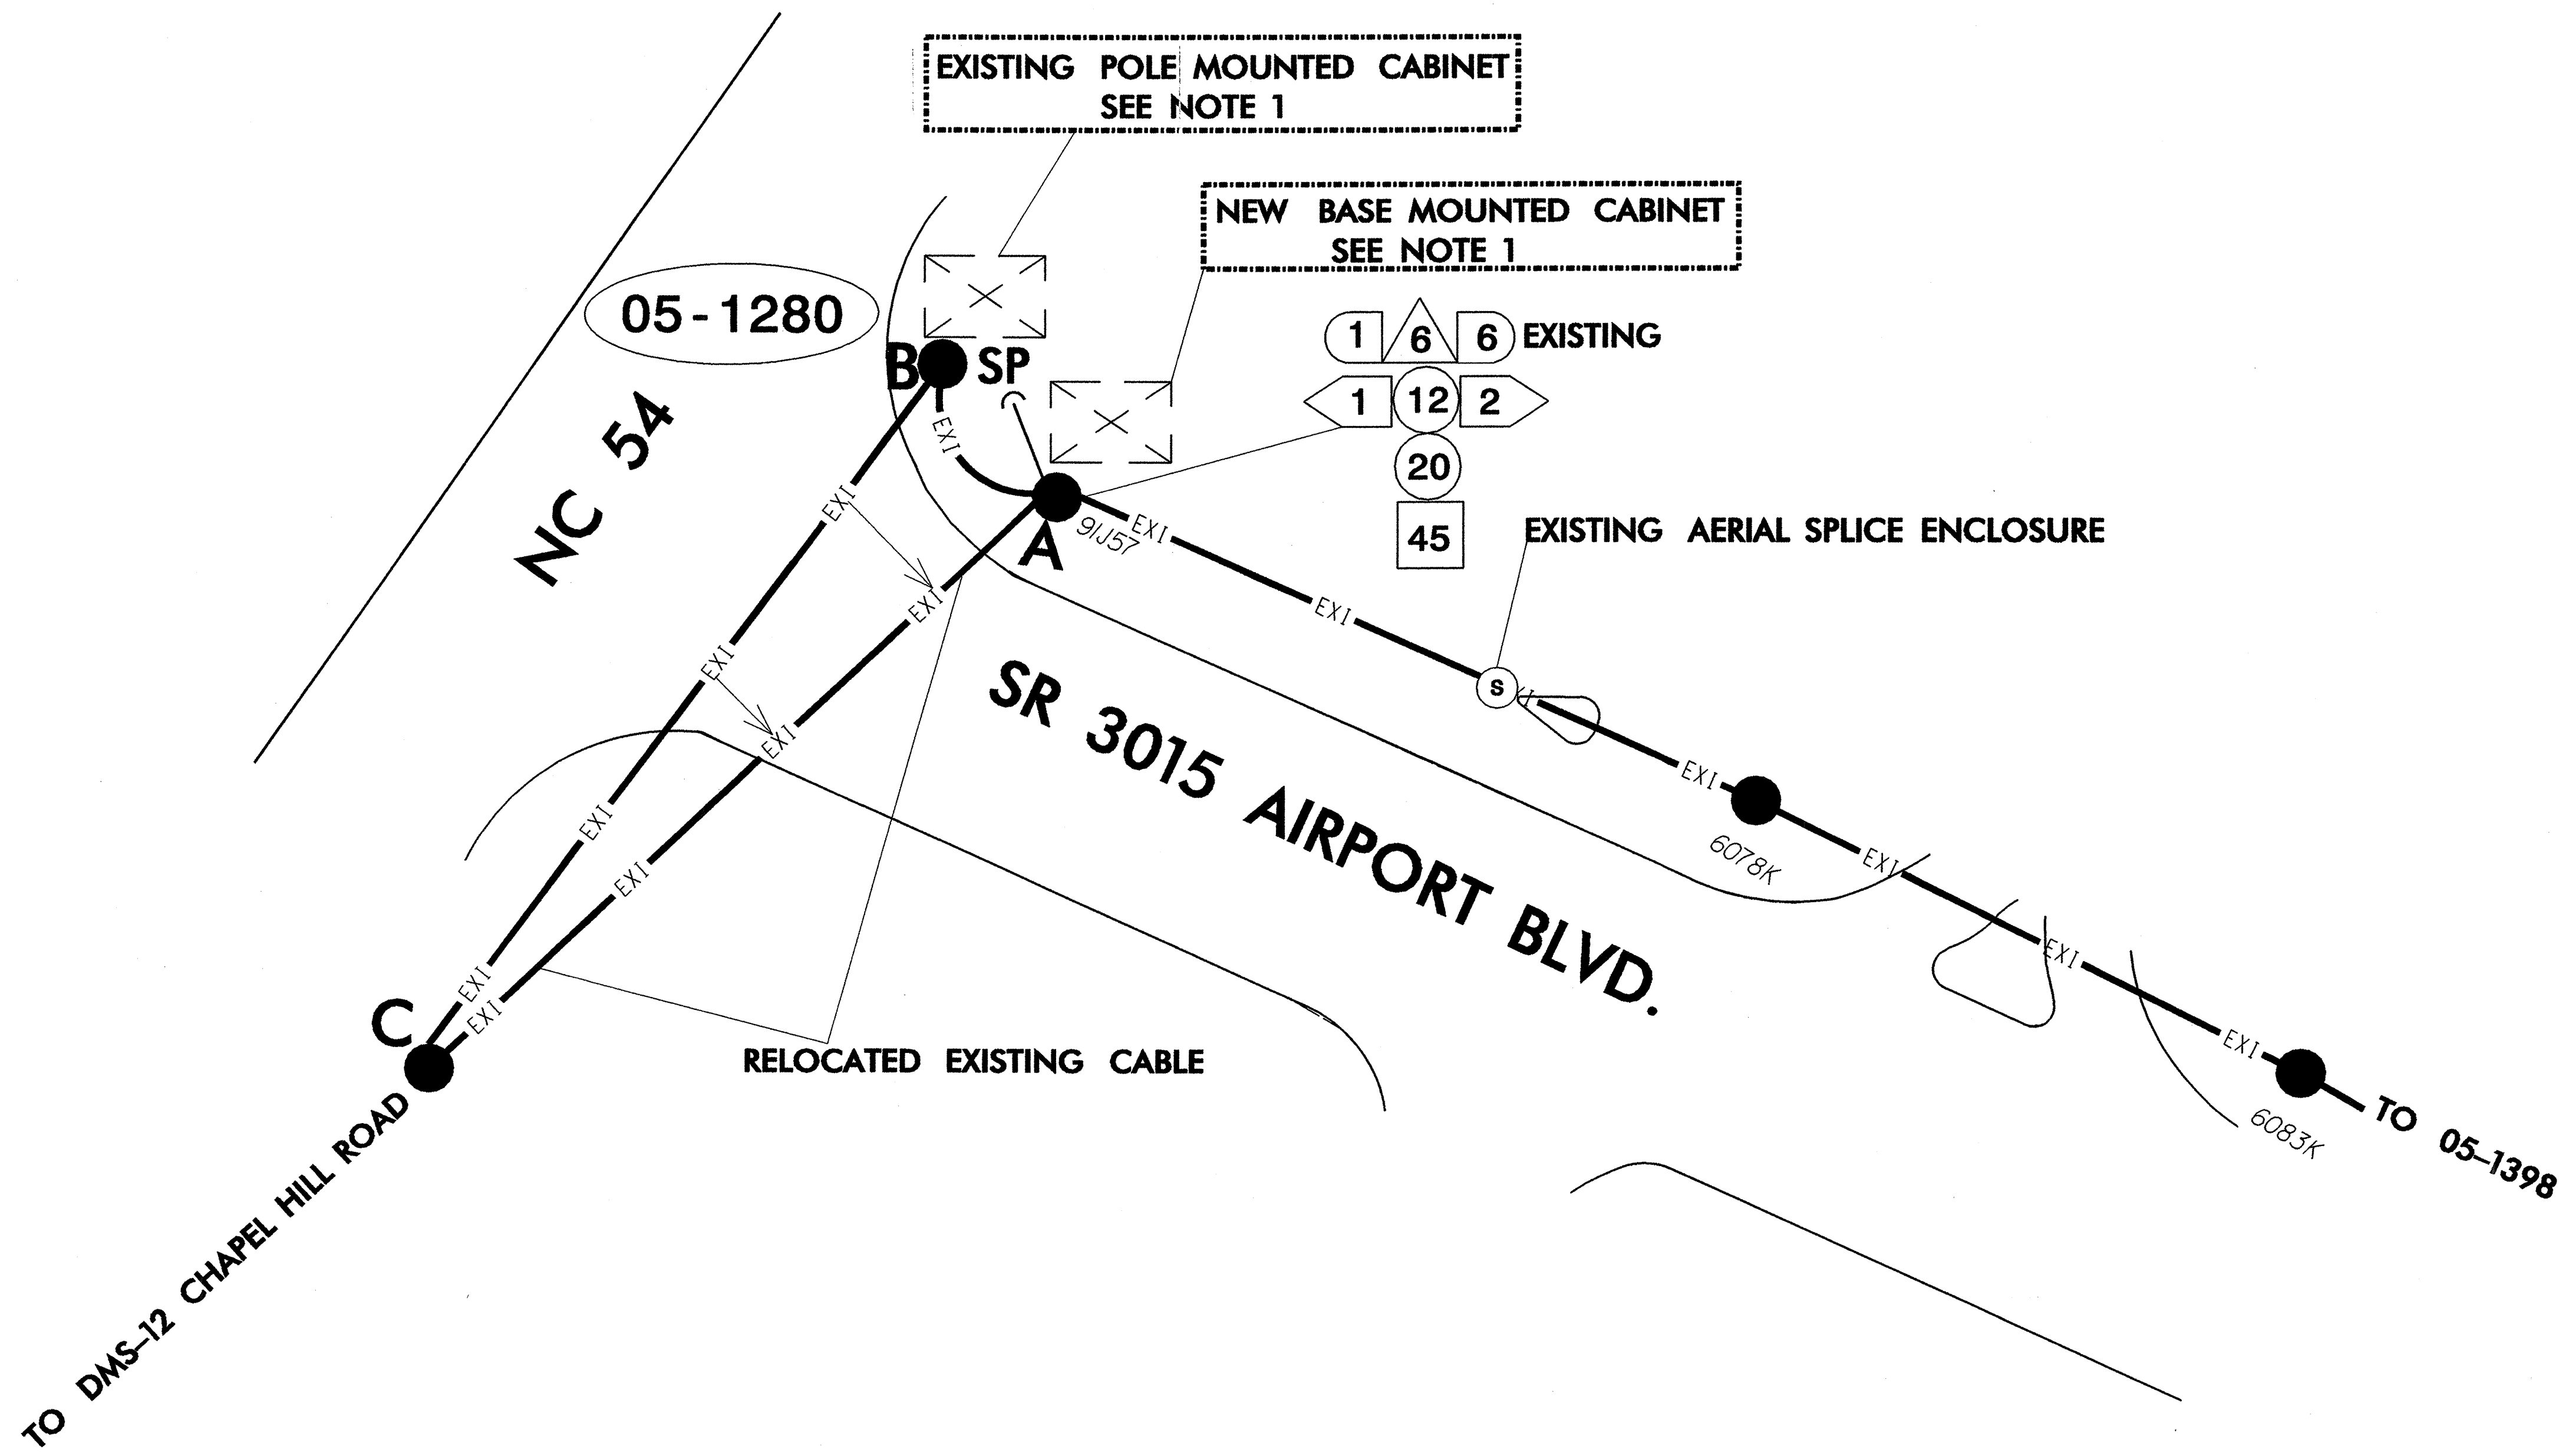 EXISTING POLE MOUNTED CABINET
SEE NOTE 1
NEW BASE MOUNTED CABINET
SEE NOTE 1
05-1280
1 6 6 EXISTING
B SP
1 12 2
20
45
EXI
NC 54
A
91J57
EXI
EXISTING AERIAL SPLICE ENCLOSURE
EXI
EXI
EXI
S
EXI
EXI
SR 3015 AIRPORT BLVD.
EXI
EXI
6078K
EXI
EXI
EXI
EXI
EXI
EXI
C
EXI
RELOCATED EXISTING CABLE
6083K
TO 05-1398
TO DMS-12 CHAPEL HILL ROAD